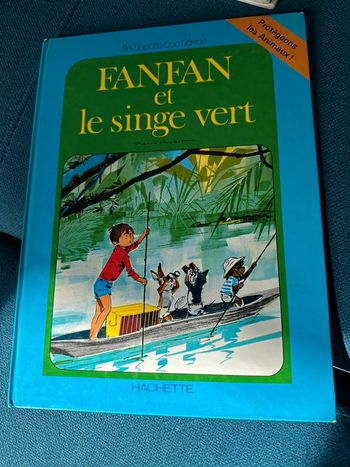 Protégeons
les Animaux !
FANFAN
et
le singe vert
HACHETTE